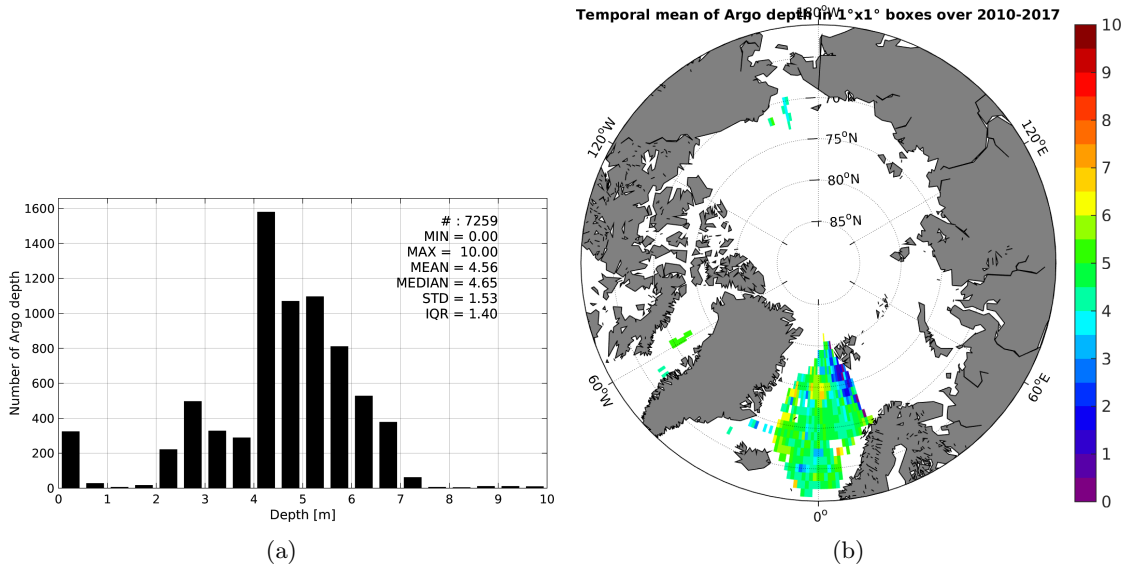 Temporal mean of Argo depth in 1°x1° boxes over 2010-2017
180°W
120°W
120°E
60°W
60°E
0°
70°N
75°N
80°N
85°N
10
9
8
7
6
5
4
3
2
1
0
Number of Argo depth
1600
1400
1200
1000
800
600
400
200
0
# : 7259
MIN = 0.00
MAX = 10.00
MEAN = 4.56
MEDIAN = 4.65
STD = 1.53
IQR = 1.40
0 1 2 3 4 5 6 7 8 9 10
Depth [m]
(a)
(b)